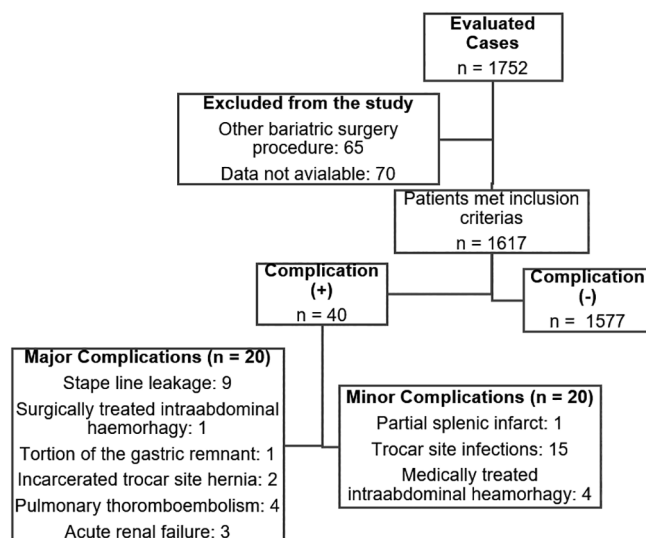 Evaluated
Cases
n = 1752
Excluded from the study
Other bariatric surgery
procedure: 65
Data not avialable: 70
Patients met inclusion
criterias
n = 1617
Complication
(+)
n = 40
Complication
(-)
n = 1577
Major Complications (n = 20)
Stape line leakage: 9
Surgically treated intraabdominal
haemorhagy: 1
Tortion of the gastric remnant: 1
Incarcerated trocar site hernia: 2
Pulmonary thoromboembolism: 4
Acute renal failure: 3
Minor Complications (n = 20)
Partial splenic infarct: 1
Trocar site infections: 15
Medically treated
intraabdominal heamorhagy: 4